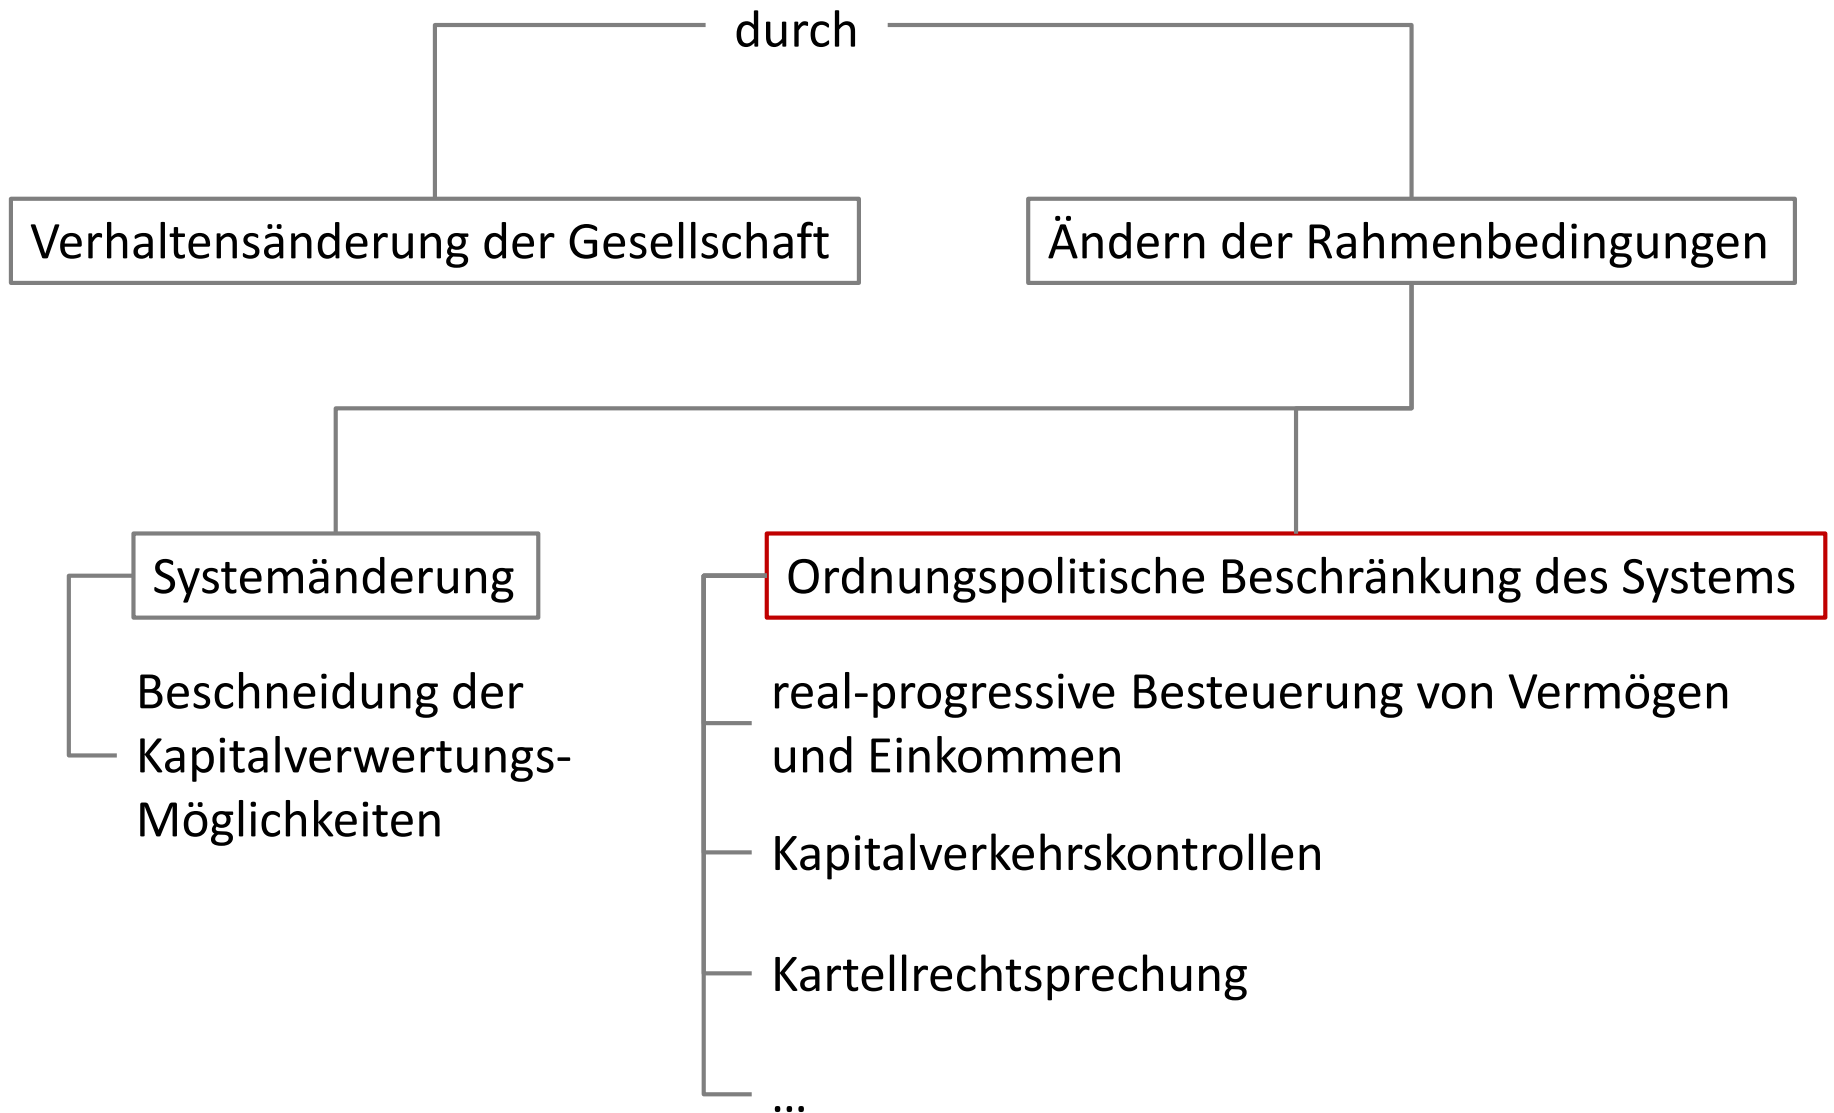 durch
Verhaltensänderung der Gesellschaft
Ändern der Rahmenbedingungen
Systemänderung
Beschneidung der
Kapitalverwertungs-
Möglichkeiten
Ordnungspolitische Beschränkung des Systems
real-progressive Besteuerung von Vermögen
und Einkommen
Kapitalverkehrskontrollen
Kartellrechtsprechung
...